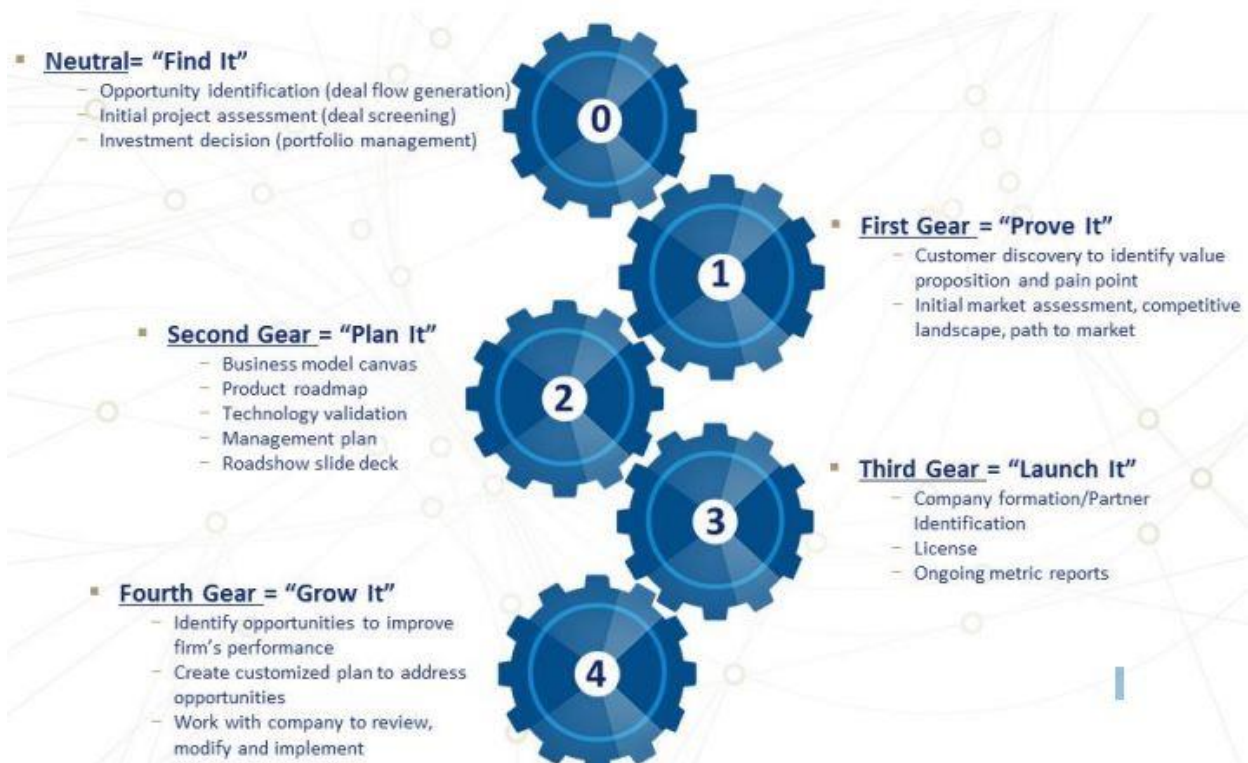 Neutral= “Find It”
– Opportunity identification (deal flow generation)
– Initial project assessment (deal screening)
– Investment decision (portfolio management)
0
1
First Gear = “Prove It”
– Customer discovery to identify value
proposition and pain point
– Initial market assessment, competitive
landscape, path to market
Second Gear = “Plan It”
– Business model canvas
– Product roadmap
– Technology validation
– Management plan
– Roadshow slide deck
2
3
Third Gear = “Launch It”
– Company formation/Partner
Identification
– License
– Ongoing metric reports
Fourth Gear = “Grow It”
– Identify opportunities to improve
firm’s performance
– Create customized plan to address
opportunities
– Work with company to review,
modify and implement
4